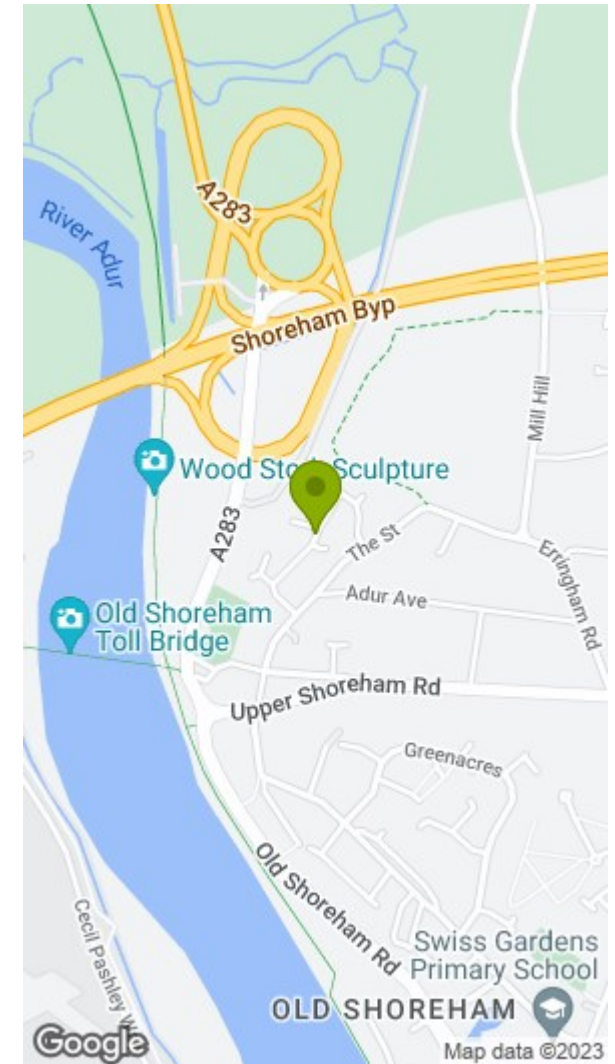 A283
River Adur
Shoreham Byp
Mill Hill
Wood Stork Sculpture
A283
The St
Erringham Rd
Adur Ave
Old Shoreham
Toll Bridge
Upper Shoreham Rd
Greenacres
Old Shoreham Rd
Cecil Pashley W
Swiss Gardens
Primary School
OLD SHOREHAM
Google
Map data ©2023